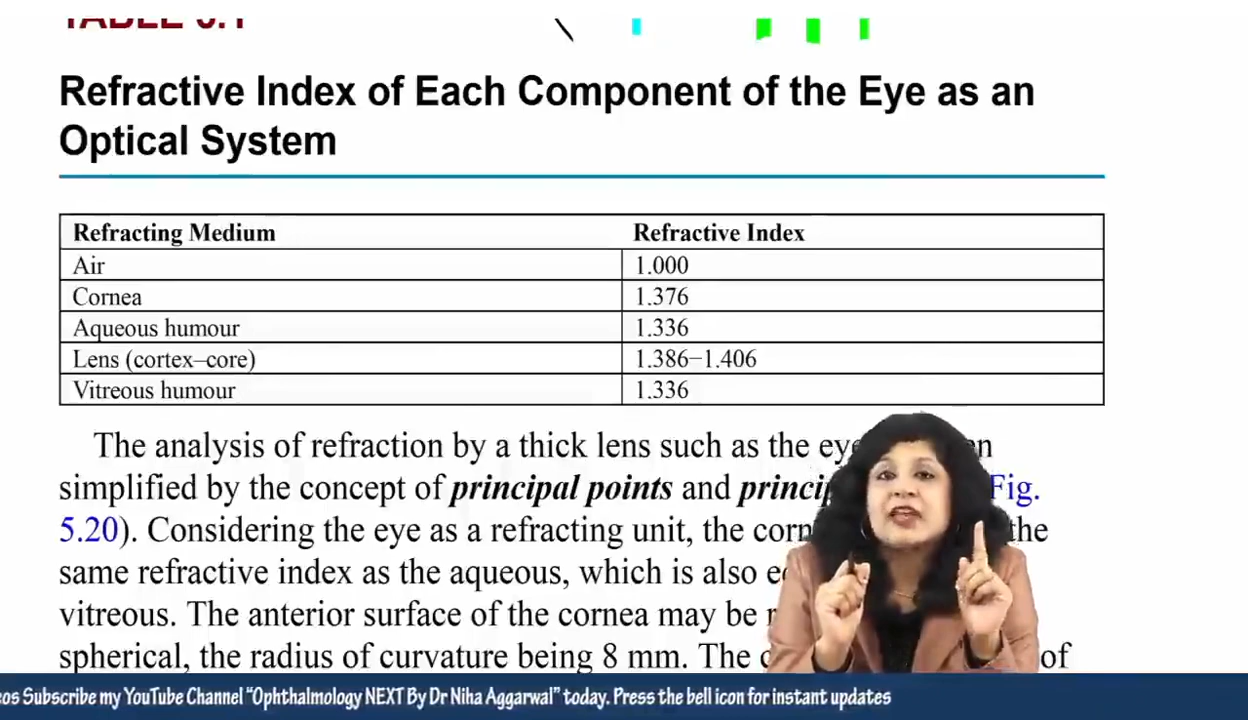 TABLE 5.1
Refractive Index of Each Component of the Eye as an
Optical System
Refracting Medium Refractive Index
Air 1.000
Cornea 1.376
Aqueous humour 1.336
Lens (cortex–core) 1.386−1.406
Vitreous humour 1.336
The analysis of refraction by a thick lens such as the eye
simplified by the concept of principal points and Fig.
5.20). Considering the eye as a refracting unit, the the
same refractive index as the aqueous, which is also
vitreous. The anterior surface of the cornea may be
spherical, the radius of curvature being 8 mm. The of
Subscribe my YouTube Channel "Ophthalmology NEXT By Dr Niha Aggarwal" today. Press the bell icon for instant updates